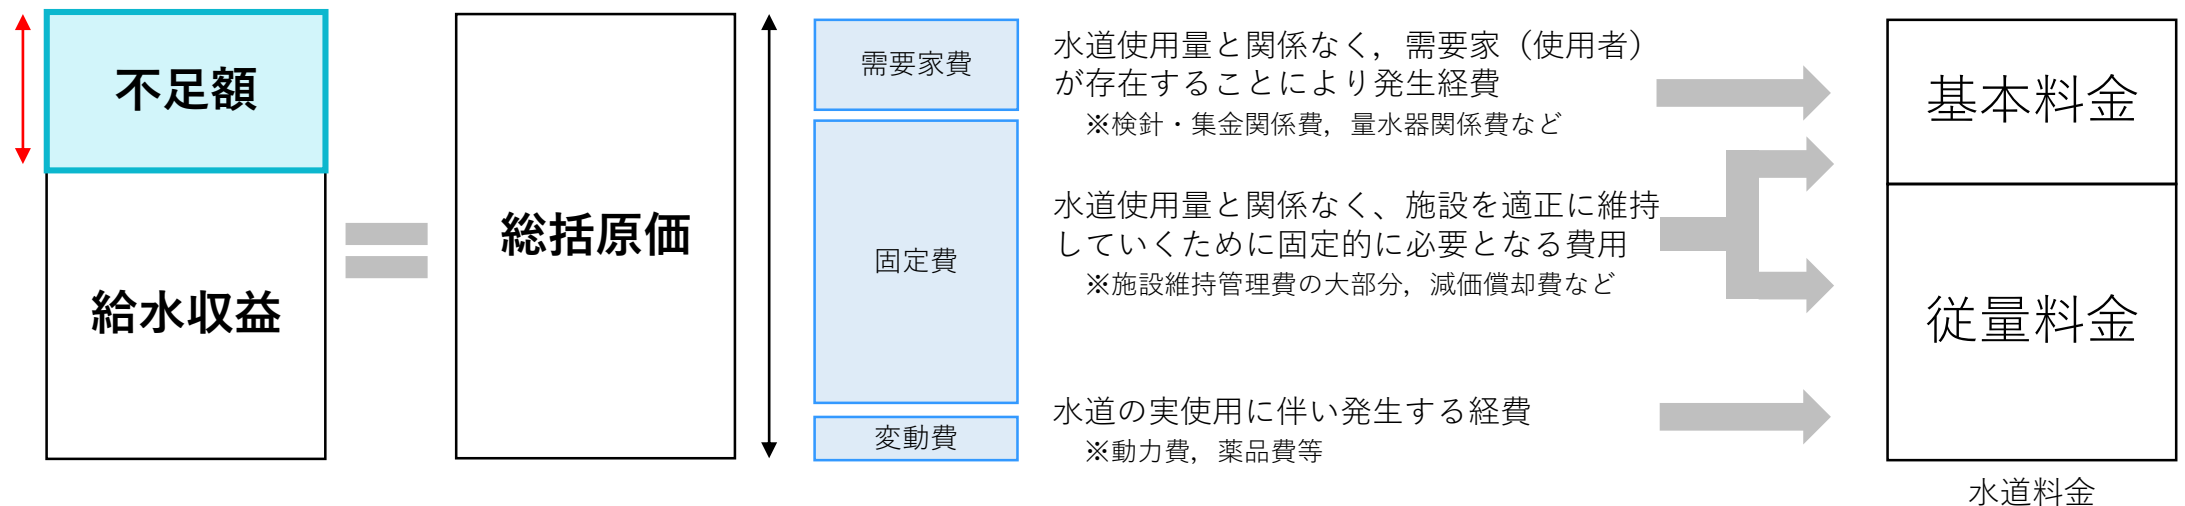 不足額
給水収益
総括原価
需要家費
水道使用量と関係なく，需要家（使用者）
が存在することにより発生経費
※検針・集金関係費，量水器関係費など
固定費
水道使用量と関係なく、施設を適正に維持
していくために固定的に必要となる費用
※施設維持管理費の大部分，減価償却費など
変動費
水道の実使用に伴い発生する経費
※動力費，薬品費等
基本料金
従量料金
水道料金